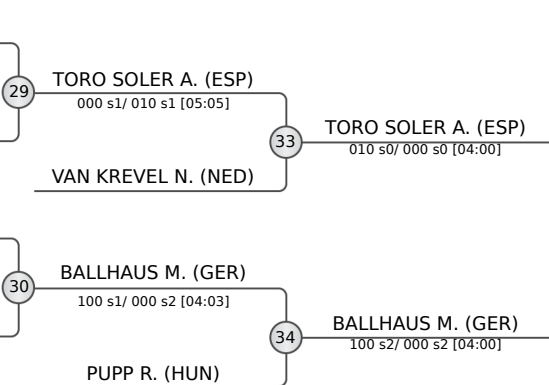 29
TORO SOLER A. (ESP)
000 s1/ 010 s1 [05:05]
33
TORO SOLER A. (ESP)
010 s0/ 000 s0 [04:00]
VAN KREVEL N. (NED)
30
BALLHAUS M. (GER)
100 s1/ 000 s2 [04:03]
34
BALLHAUS M. (GER)
100 s2/ 000 s2 [04:00]
PUPP R. (HUN)